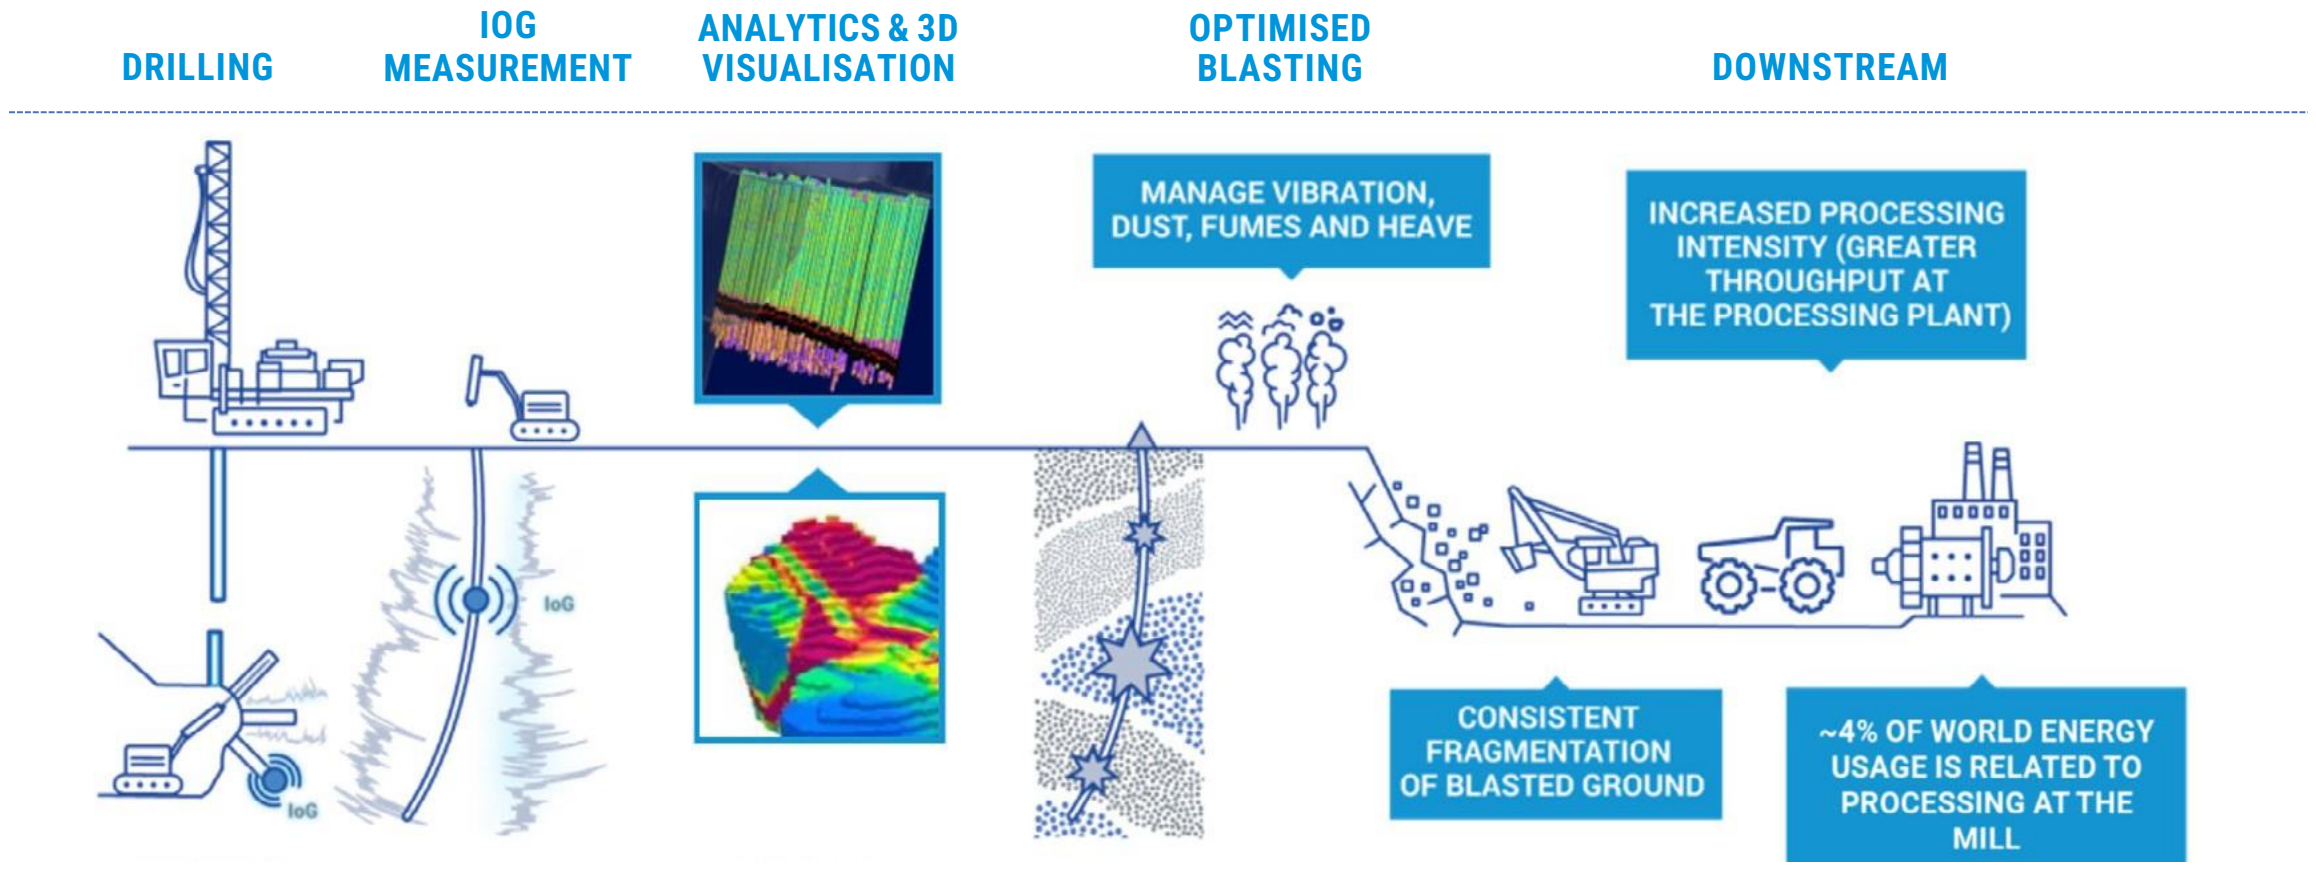 DRILLING
IOG
MEASUREMENT
ANALYTICS & 3D
VISUALISATION
OPTIMISED
BLASTING
DOWNSTREAM
MANAGE VIBRATION,
DUST, FUMES AND HEAVE
INCREASED PROCESSING
INTENSITY (GREATER
THROUGHPUT AT
THE PROCESSING PLANT)
IoG
IoG
CONSISTENT
FRAGMENTATION
OF BLASTED GROUND
~4% OF WORLD ENERGY
USAGE IS RELATED TO
PROCESSING AT THE
MILL